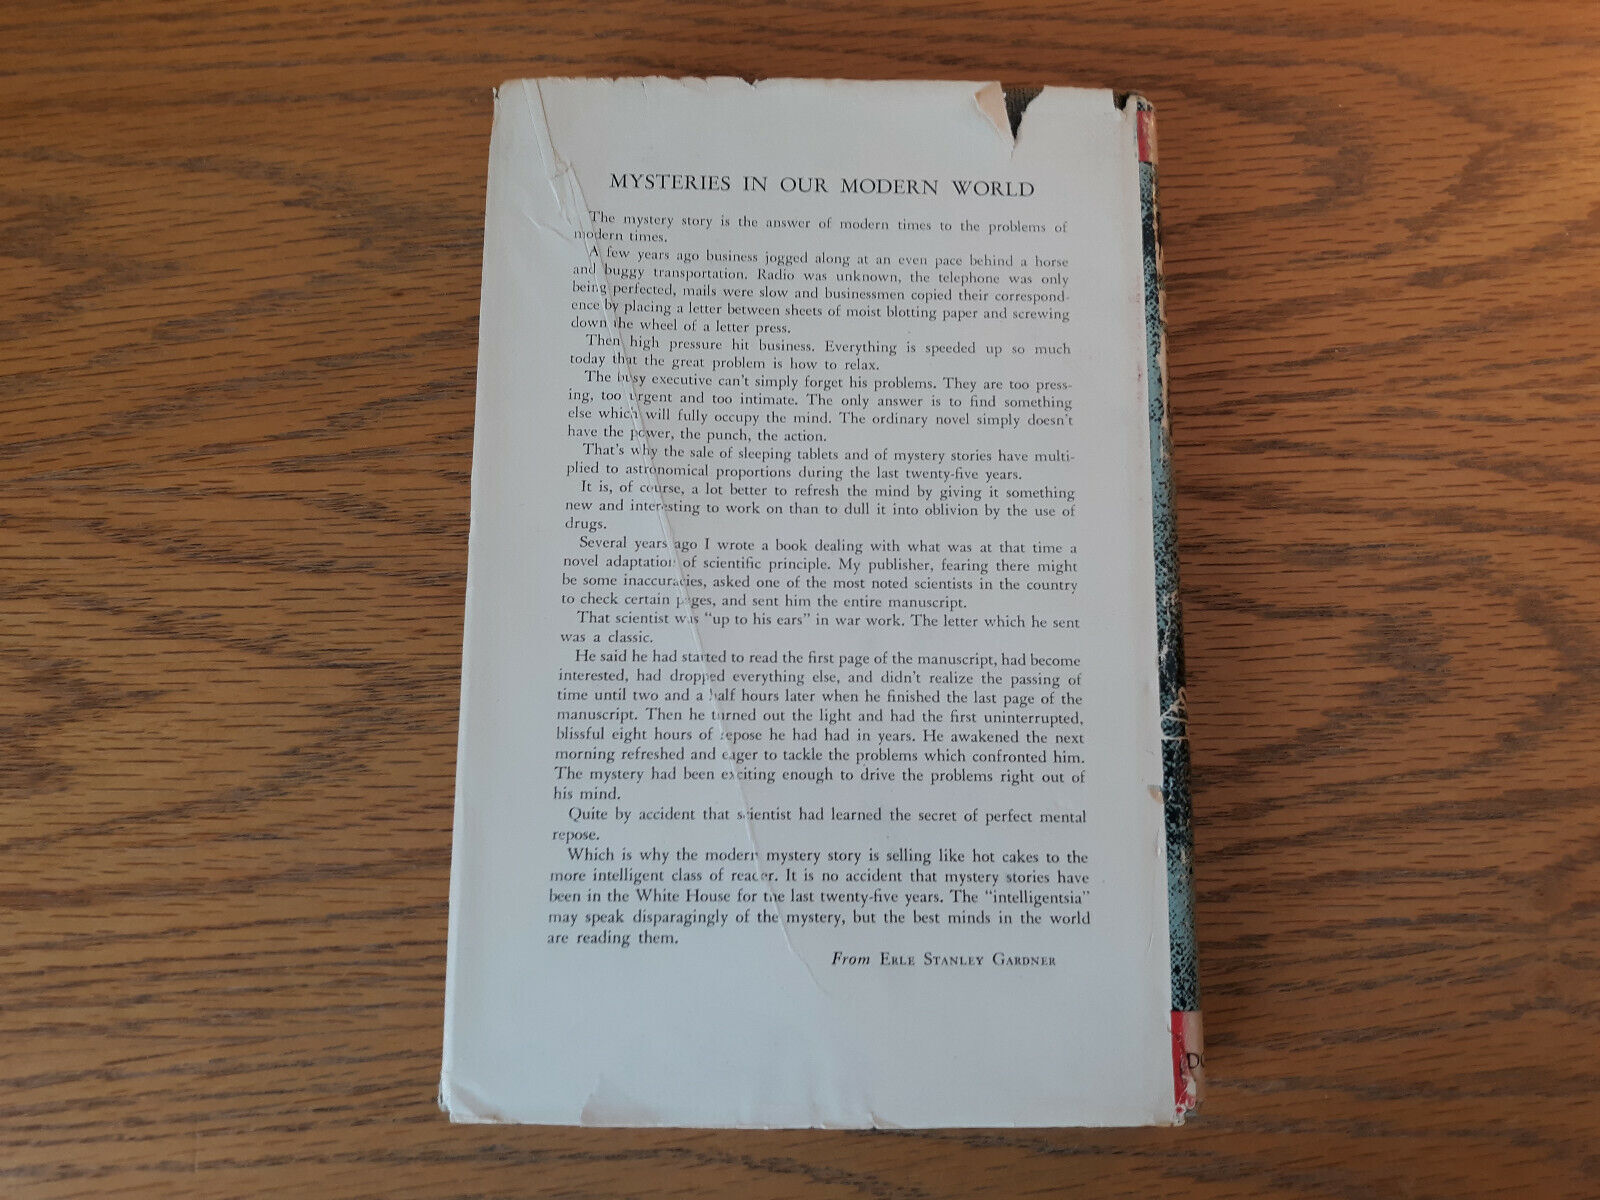 MYSTERIES IN OUR MODERN WORLD
The mystery story is the answer of modern times to the problems of
modern times.
A few years ago business jogged along at an even pace behind a horse
and buggy transportation. Radio was unknown, the telephone was only
being perfected, mails were slow and businessmen copied their correspond-
ence by placing a letter between sheets of moist blotting paper and screwing
down the wheel of a letter press.
Then high pressure hit business. Everything is speeded up so much
today that the great problem is how to relax.
The busy executive can't simply forget his problems. They are too press-
ing, too urgent and too intimate. The only answer is to find something
else which will fully occupy the mind. The ordinary novel simply doesn't
have the power, the punch, the action.
That's why the sale of sleeping tablets and of mystery stories have multi-
plied to astronomical proportions during the last twenty-five years.
It is, of course, a lot better to refresh the mind by giving it something
new and interesting to work on than to dull it into oblivion by the use of
drugs.
Several years ago I wrote a book dealing with what was at that time a
novel adaptation of scientific principle. My publisher, fearing there might
be some inaccuracies, asked one of the most noted scientists in the country
to check certain pages, and sent him the entire manuscript.
That scientist was "up to his ears" in war work. The letter which he sent
was a classic.
He said he had started to read the first page of the manuscript, had become
interested, had dropped everything else, and didn't realize the passing of
time until two and a half hours later when he finished the last page of the
manuscript. Then he turned out the light and had the first uninterrupted,
blissful eight hours of repose he had had in years. He awakened the next
morning refreshed and eager to tackle the problems which confronted him.
The mystery had been exciting enough to drive the problems right out of
his mind.
Quite by accident that scientist had learned the secret of perfect mental
repose.
Which is why the modern mystery story is selling like hot cakes to the
more intelligent class of reader. It is no accident that mystery stories have
been in the White House for the last twenty-five years. The "intelligentsia"
may speak disparagingly of the mystery, but the best minds in the world
are reading them.
From ERLE STANLEY GARDNER